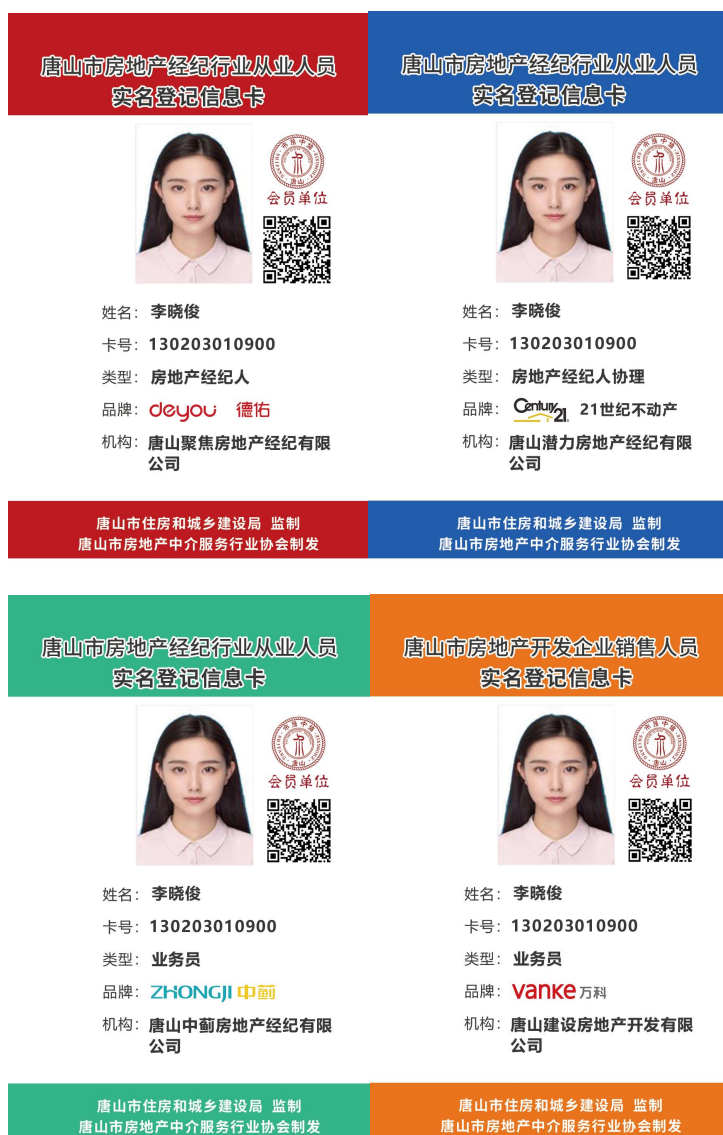 唐山市房地产经纪行业从业人员
实名登记信息卡
会员单位
姓名：李晓俊
卡号：130203010900
类型：房地产经纪人
品牌：deyou 德佑
机构：唐山聚焦房地产经纪有限
公司
唐山市住房和城乡建设局 监制
唐山市房地产中介服务行业协会制发
唐山市房地产经纪行业从业人员
实名登记信息卡
会员单位
姓名：李晓俊
卡号：130203010900
类型：房地产经纪人协理
品牌：Century 21 21世纪不动产
机构：唐山潜力房地产经纪有限
公司
唐山市住房和城乡建设局 监制
唐山市房地产中介服务行业协会制发
唐山市房地产经纪行业从业人员
实名登记信息卡
会员单位
姓名：李晓俊
卡号：130203010900
类型：业务员
品牌：ZHONGJI 中蓟
机构：唐山中蓟房地产经纪有限
公司
唐山市住房和城乡建设局 监制
唐山市房地产中介服务行业协会制发
唐山市房地产开发企业销售人员
实名登记信息卡
会员单位
姓名：李晓俊
卡号：130203010900
类型：业务员
品牌：vanke 万科
机构：唐山建设房地产开发有限
公司
唐山市住房和城乡建设局 监制
唐山市房地产中介服务行业协会制发